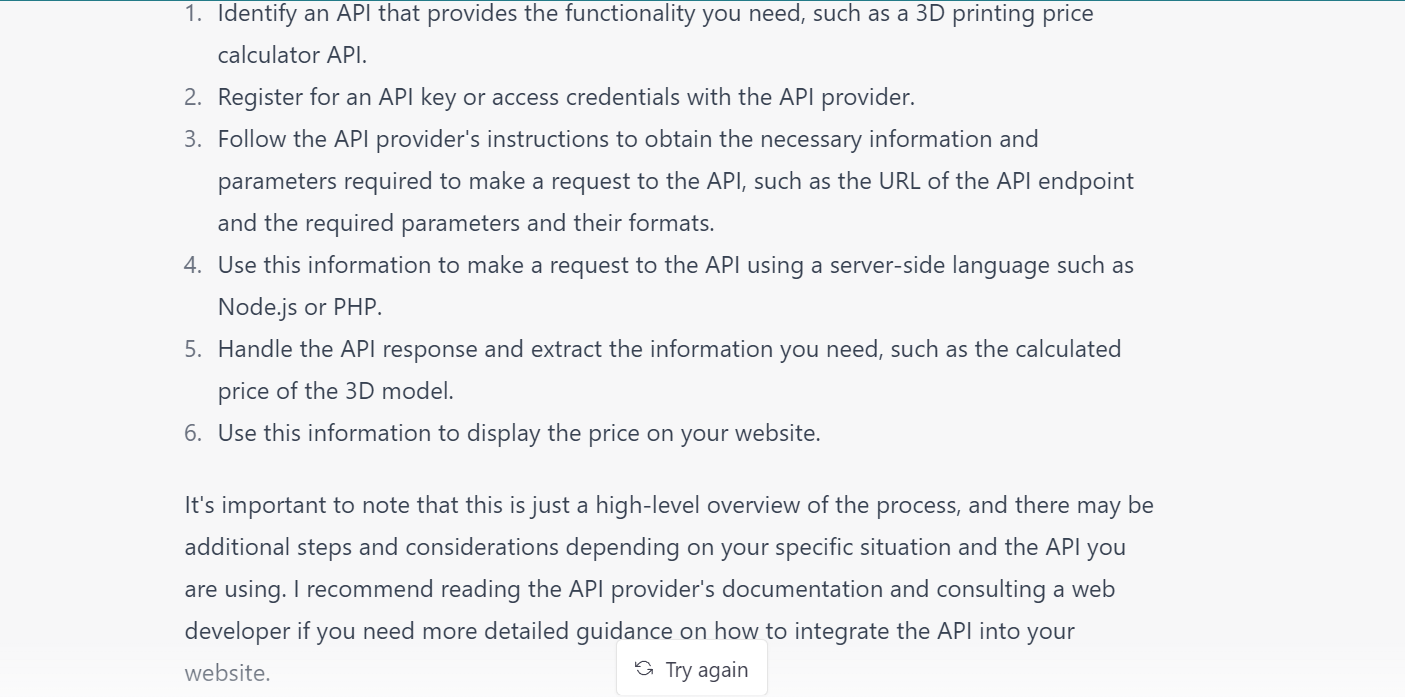 1. Identify an API that provides the functionality you need, such as a 3D printing price
calculator API.
2. Register for an API key or access credentials with the API provider.
3. Follow the API provider's instructions to obtain the necessary information and
parameters required to make a request to the API, such as the URL of the API endpoint
and the required parameters and their formats.
4. Use this information to make a request to the API using a server-side language such as
Node.js or PHP.
5. Handle the API response and extract the information you need, such as the calculated
price of the 3D model.
6. Use this information to display the price on your website.
It's important to note that this is just a high-level overview of the process, and there may be
additional steps and considerations depending on your specific situation and the API you
are using. I recommend reading the API provider's documentation and consulting a web
developer if you need more detailed guidance on how to integrate the API into your
website.
Try again